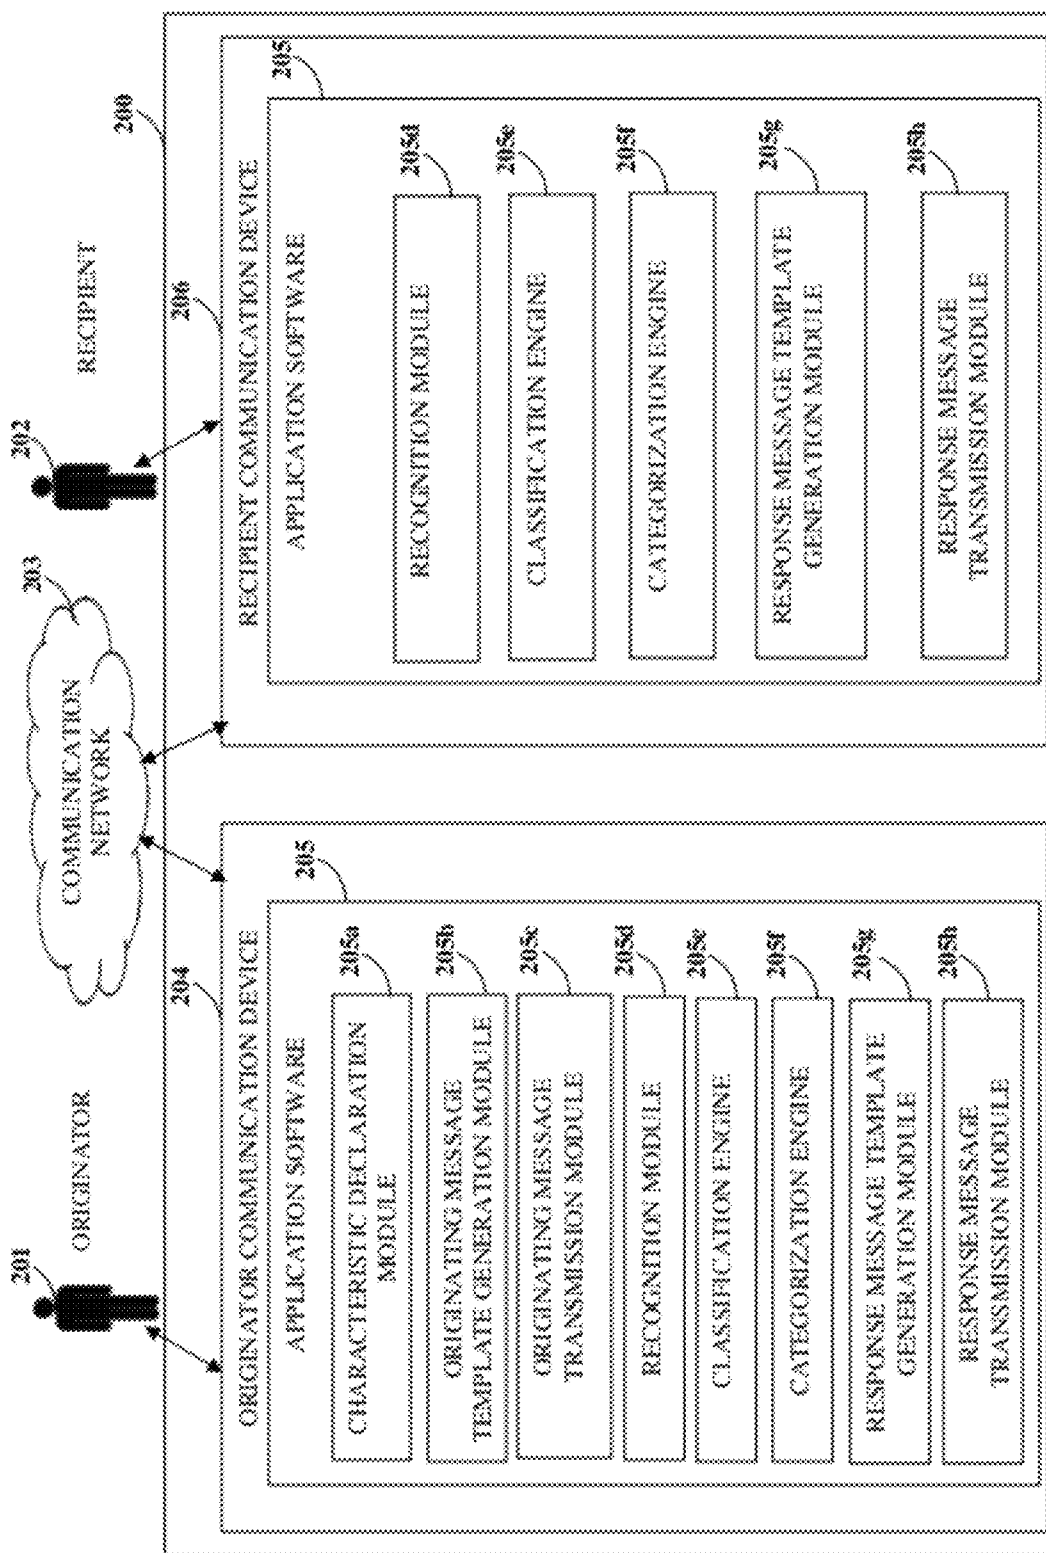 201
ORIGINATOR
COMMUNICATION
NETWORK
203
202
RECIPIENT
200
204
ORIGINATOR COMMUNICATION DEVICE
APPLICATION SOFTWARE
205
CHARACTERISTIC DECLARATION
MODULE
205a
ORIGINATING MESSAGE
TEMPLATE GENERATION MODULE
205b
ORIGINATING MESSAGE
TRANSMISSION MODULE
205c
RECOGNITION MODULE
205d
CLASSIFICATION ENGINE
205e
CATEGORIZATION ENGINE
205f
RESPONSE MESSAGE TEMPLATE
GENERATION MODULE
205g
RESPONSE MESSAGE
TRANSMISSION MODULE
205h
206
RECIPIENT COMMUNICATION DEVICE
APPLICATION SOFTWARE
205
RECOGNITION MODULE
205d
CLASSIFICATION ENGINE
205e
CATEGORIZATION ENGINE
205f
RESPONSE MESSAGE TEMPLATE
GENERATION MODULE
205g
RESPONSE MESSAGE
TRANSMISSION MODULE
205h